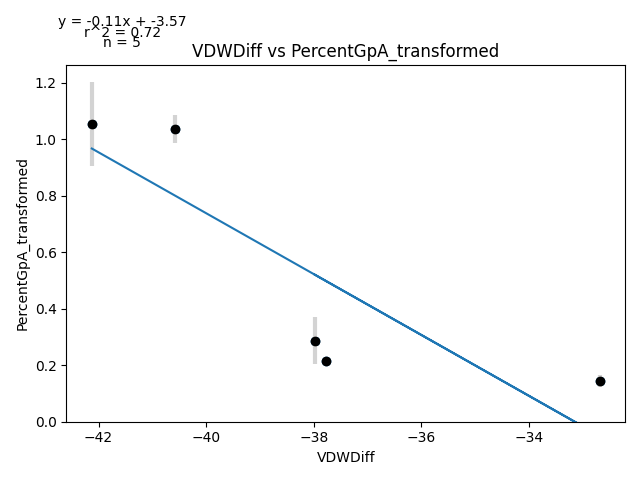 y = -0.11x + -3.57
r^2 = 0.72
n = 5
VDWDiff vs PercentGpA_transformed
1.2
1.0
0.8
0.6
0.4
0.2
0.0
PercentGpA_transformed
−42
−40
−38
−36
−34
VDWDiff